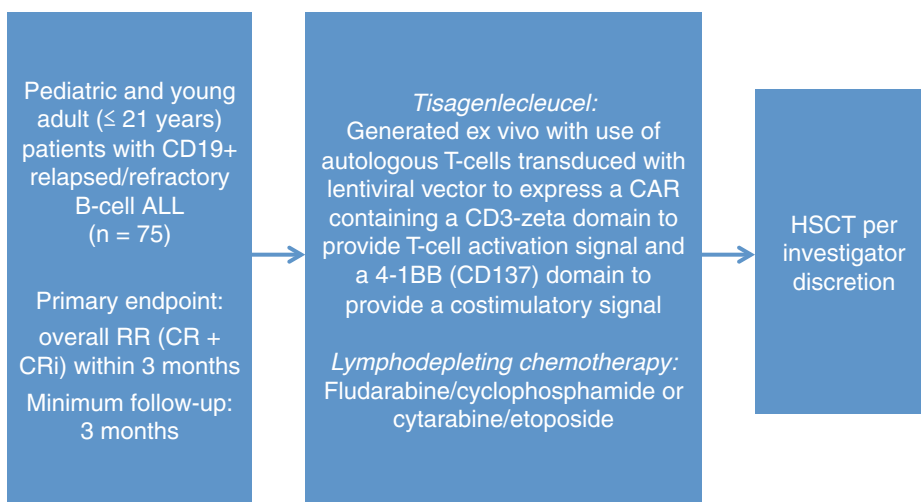 Pediatric and young
adult (≤ 21 years)
patients with CD19+
relapsed/refractory
B-cell ALL
(n = 75)
Primary endpoint:
overall RR (CR +
CRi) within 3 months
Minimum follow-up:
3 months
Tisagenlecleucel:
Generated ex vivo with use of
autologous T-cells transduced with
lentiviral vector to express a CAR
containing a CD3-zeta domain to
provide T-cell activation signal and
a 4-1BB (CD137) domain to
provide a costimulatory signal
Lymphodepleting chemotherapy:
Fludarabine/cyclophosphamide or
cytarabine/etoposide
HSCT per
investigator
discretion